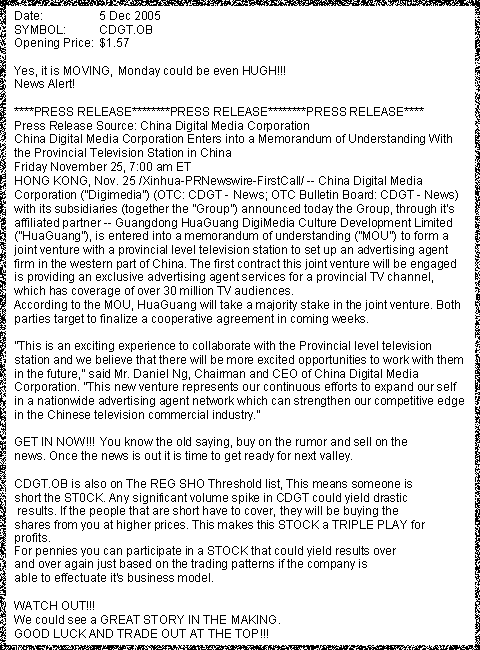 Date: 5 Dec 2005
SYMBOL: CDGT.OB
Opening Price: $1.57
Yes, it is MOVING, Monday could be even HUGH!!!
News Alert!
****PRESS RELEASE********PRESS RELEASE********PRESS RELEASE****
Press Release Source: China Digital Media Corporation
China Digital Media Corporation Enters into a Memorandum of Understanding With
the Provincial Television Station in China
Friday November 25, 7:00 am ET
HONG KONG, Nov. 25 /Xinhua-PRNewswire-FirstCall/ -- China Digital Media
Corporation ("Digimedia") (OTC: CDGT - News; OTC Bulletin Board: CDGT - News)
with its subsidiaries (together the "Group") announced today the Group, through it's
affiliated partner -- Guangdong HuaGuang DigiMedia Culture Development Limited
("HuaGuang"), is entered into a memorandum of understanding ("MOU") to form a
joint venture with a provincial level television station to set up an advertising agent
firm in the western part of China. The first contract this joint venture will be engaged
is providing an exclusive advertising agent services for a provincial TV channel,
which has coverage of over 30 million TV audiences.
According to the MOU, HuaGuang will take a majority stake in the joint venture. Both
parties target to finalize a cooperative agreement in coming weeks.
"This is an exciting experience to collaborate with the Provincial level television
station and we believe that there will be more excited opportunities to work with them
in the future," said Mr. Daniel Ng, Chairman and CEO of China Digital Media
Corporation. "This new venture represents our continuous efforts to expand our self
in a nationwide advertising agent network which can strengthen our competitive edge
in the Chinese television commercial industry."
GET IN NOW!!! You know the old saying, buy on the rumor and sell on the
news. Once the news is out it is time to get ready for next valley.
CDGT.OB is also on The REG SHO Threshold list, This means someone is
short the ST0CK. Any significant volume spike in CDGT could yield drastic
results. If the people that are short have to cover, they will be buying the
shares from you at higher prices. This makes this STOCK a TRIPLE PLAY for
profits.
For pennies you can participate in a STOCK that could yield results over
and over again just based on the trading patterns if the company is
able to effectuate it's business model.
WATCH OUT!!!
We could see a GREAT STORY IN THE MAKING.
GOOD LUCK AND TRADE OUT AT THE TOP!!!